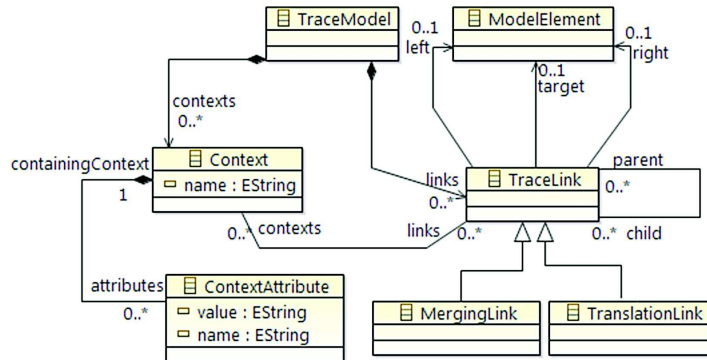 TraceModel
ModelElement
0..1
left
0..1
right
0..1
target
contexts
0..*
containingContext
1
Context
name : EString
links
0..*
TraceLink
parent
0..*
0..*
contexts
links
0..*
0..* child
attributes
0..*
ContextAttribute
value : EString
name : EString
MergingLink
TranslationLink